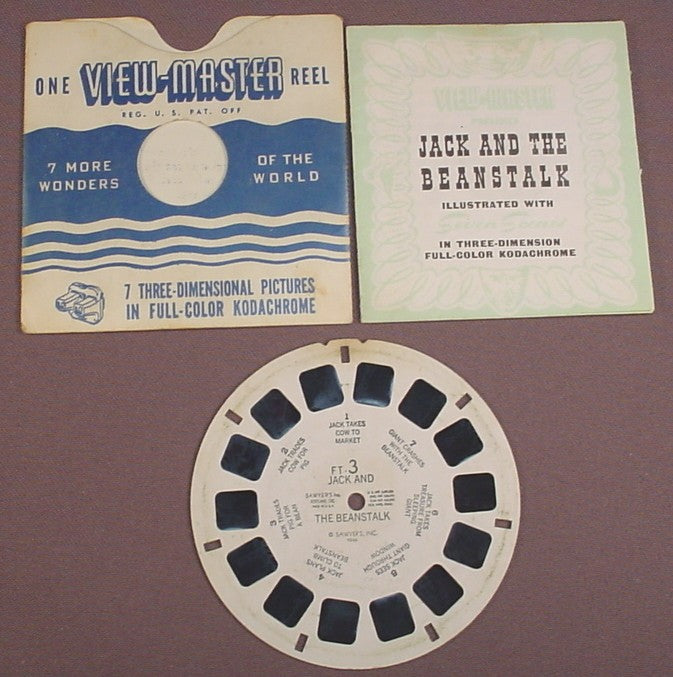 ONE VIEW-MASTER REEL
REG. U. S. PAT. OFF
7 MORE
WONDERS
OF THE
WORLD
7 THREE-DIMENSIONAL PICTURES
IN FULL-COLOR KODACHROME
VIEW-MASTER
JACK AND THE
BEANSTALK
ILLUSTRATED WITH
IN THREE-DIMENSION
FULL-COLOR KODACHROME
1
JACK TAKES
COW TO
MARKET
2
JACK TRADES
COW FOR
PIG
3
JACK TRADES
PIG FOR
A BEAN
4
JACK PLANS
TO CLIMB
BEANSTALK
JACK SEES
GIANT THROUGH
WINDOW
6
JACK TAKES
TREASURE FROM
SLEEPING
GIANT
7
GIANT CRASHES
WITH THE
BEANSTALK
FT-3
JACK AND
THE BEANSTALK
SAWYER'S INC.
© SAWYER'S, INC.